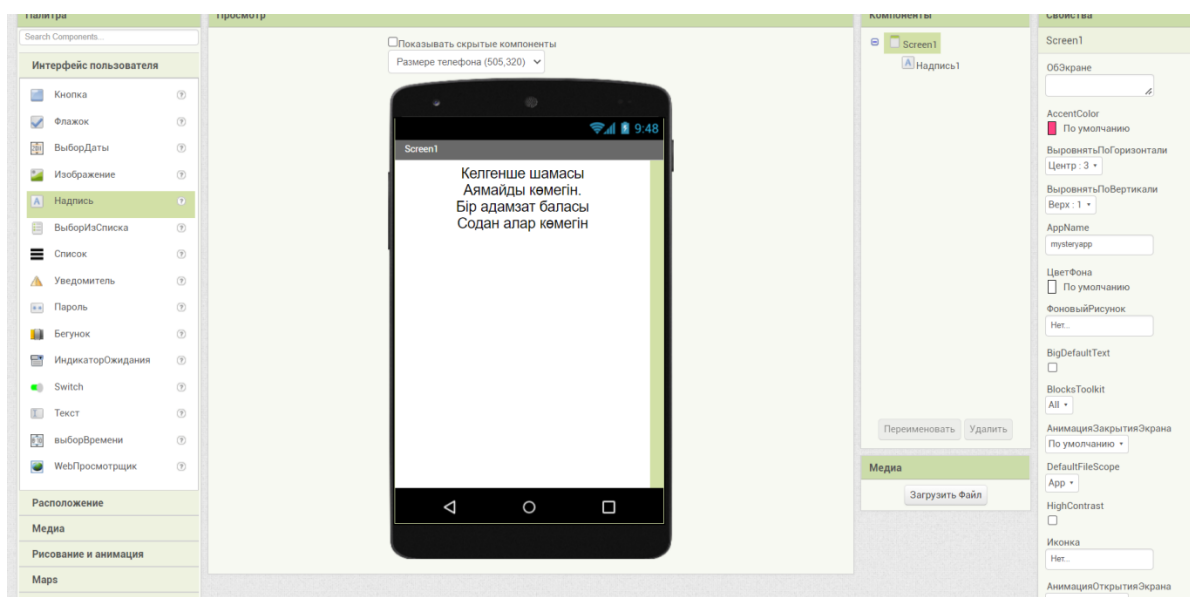 Палитра
Search Components...
Интерфейс пользователя
Кнопка
Флажок
ВыборДаты
Изображение
Надпись
ВыборИзСписка
Список
Уведомитель
Пароль
Бегунок
ИндикаторОжидания
Switch
Текст
выборВремени
WebПросмотрщик
Расположение
Медиа
Рисование и анимация
Maps
Просмотр
Показывать скрытые компоненты
Размере телефона (505,320)
9:48
Screen1
Келгенше шамасы
Аямайды көмегін.
Бір адамзат баласы
Содан алар көмегін
Компоненты
Screen1
Надпись1
Переименовать Удалить
Медиа
Загрузить Файл
Свойства
Screen1
ОбЭкране
AccentColor
По умолчанию
ВыровнятьПоГоризонтали
Центр : 3
ВыровнятьПоВертикали
Верх : 1
AppName
mysteryapp
ЦветФона
По умолчанию
ФоновыйРисунок
Нет...
BigDefaultText
BlocksToolkit
All
АнимацияЗакрытияЭкрана
По умолчанию
DefaultFileScope
App
HighContrast
Иконка
Нет...
АнимацияОткрытияЭкрана